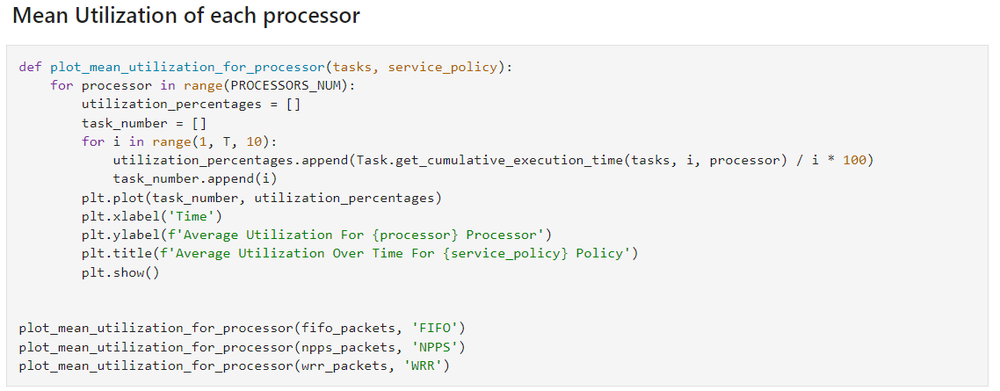 Mean Utilization of each processor
def plot_mean_utilization_for_processor(tasks, service_policy):
    for processor in range(PROCESSORS_NUM):
        utilization_percentages = []
        task_number = []
        for i in range(1, T, 10):
            utilization_percentages.append(Task.get_cumulative_execution_time(tasks, i, processor) / i * 100)
            task_number.append(i)
        plt.plot(task_number, utilization_percentages)
        plt.xlabel('Time')
        plt.ylabel(f'Average Utilization For {processor} Processor')
        plt.title(f'Average Utilization Over Time For {service_policy} Policy')
        plt.show()
plot_mean_utilization_for_processor(fifo_packets, 'FIFO')
plot_mean_utilization_for_processor(npps_packets, 'NPPS')
plot_mean_utilization_for_processor(wrr_packets, 'WRR')